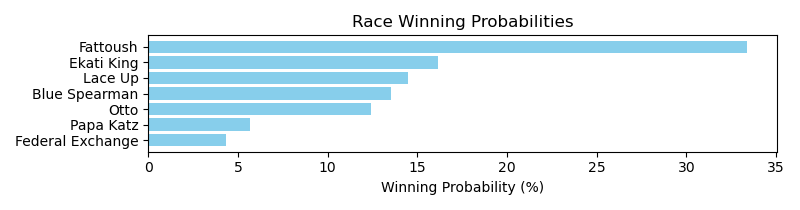 Race Winning Probabilities
Fattoush
Ekati King
Lace Up
Blue Spearman
Otto
Papa Katz
Federal Exchange
0 5 10 15 20 25 30 35
Winning Probability (%)